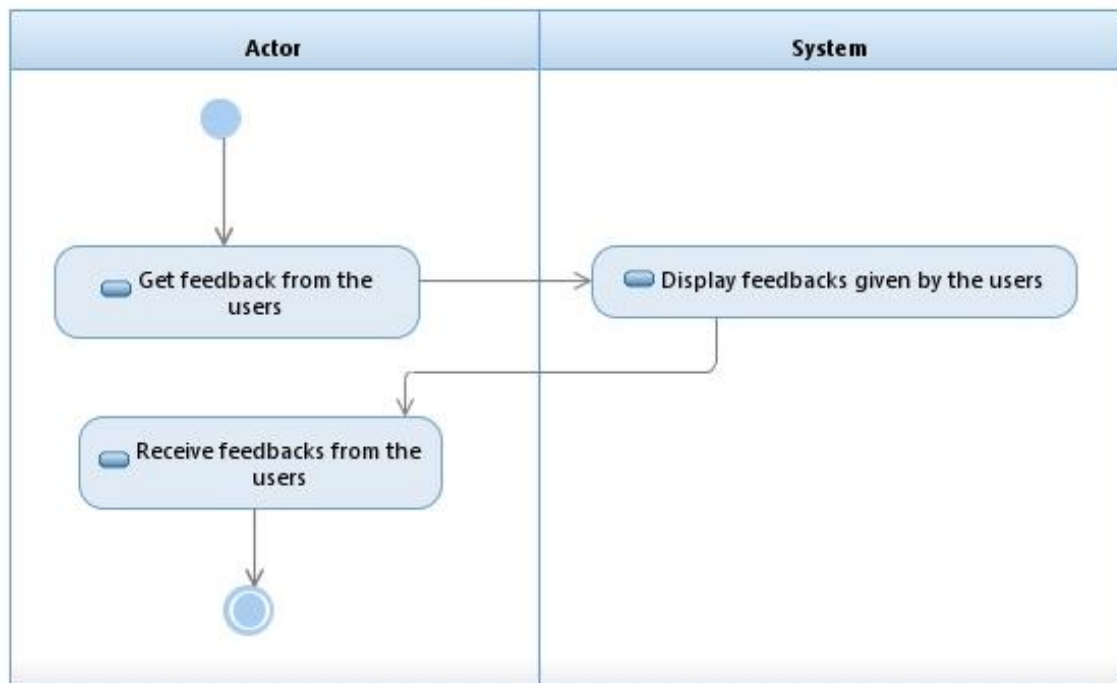 Actor
System
Get feedback from the
users
Display feedbacks given by the users
Receive feedbacks from the
users